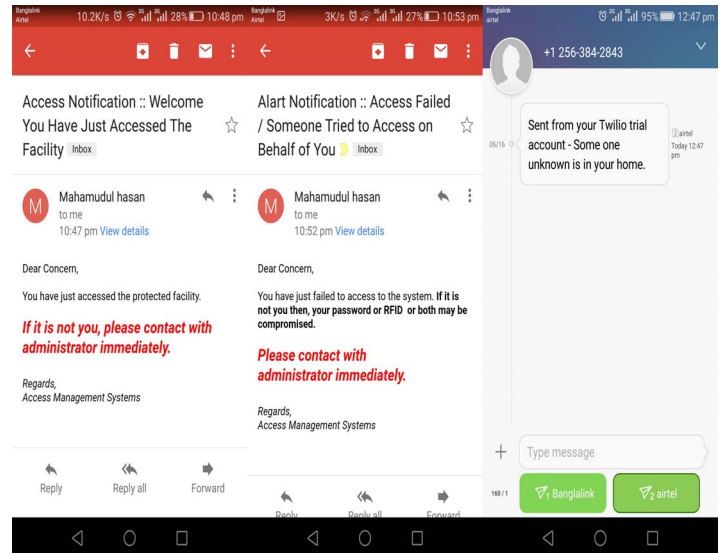 Banglalink
Airtel
10.2K/s 2G 3G 28% 10:48 pm
Access Notification :: Welcome
You Have Just Accessed The
Facility Inbox
M
Mahamudul hasan
to me
10:47 pm View details
Dear Concern,
You have just accessed the protected facility.
If it is not you, please contact with
administrator immediately.
Regards,
Access Management Systems
Reply Reply all Forward
Banglalink
Airtel
3K/s 2G 3G 27% 10:53 pm
Alart Notification :: Access Failed
/ Someone Tried to Access on
Behalf of You Inbox
M
Mahamudul hasan
to me
10:52 pm View details
Dear Concern,
You have just failed to access to the system. If it is
not you then, your password or RFID or both may be
compromised.
Please contact with
administrator immediately.
Regards,
Access Management Systems
Reply Reply all Forward
Banglalink
airtel
2G 3G 95% 12:47 pm
+1 256-384-2843
06/16
Sent from your Twilio trial
account - Some one
unknown is in your home.
2 airtel
Today 12:47
pm
Type message
160 / 1
1 Banglalink
2 airtel